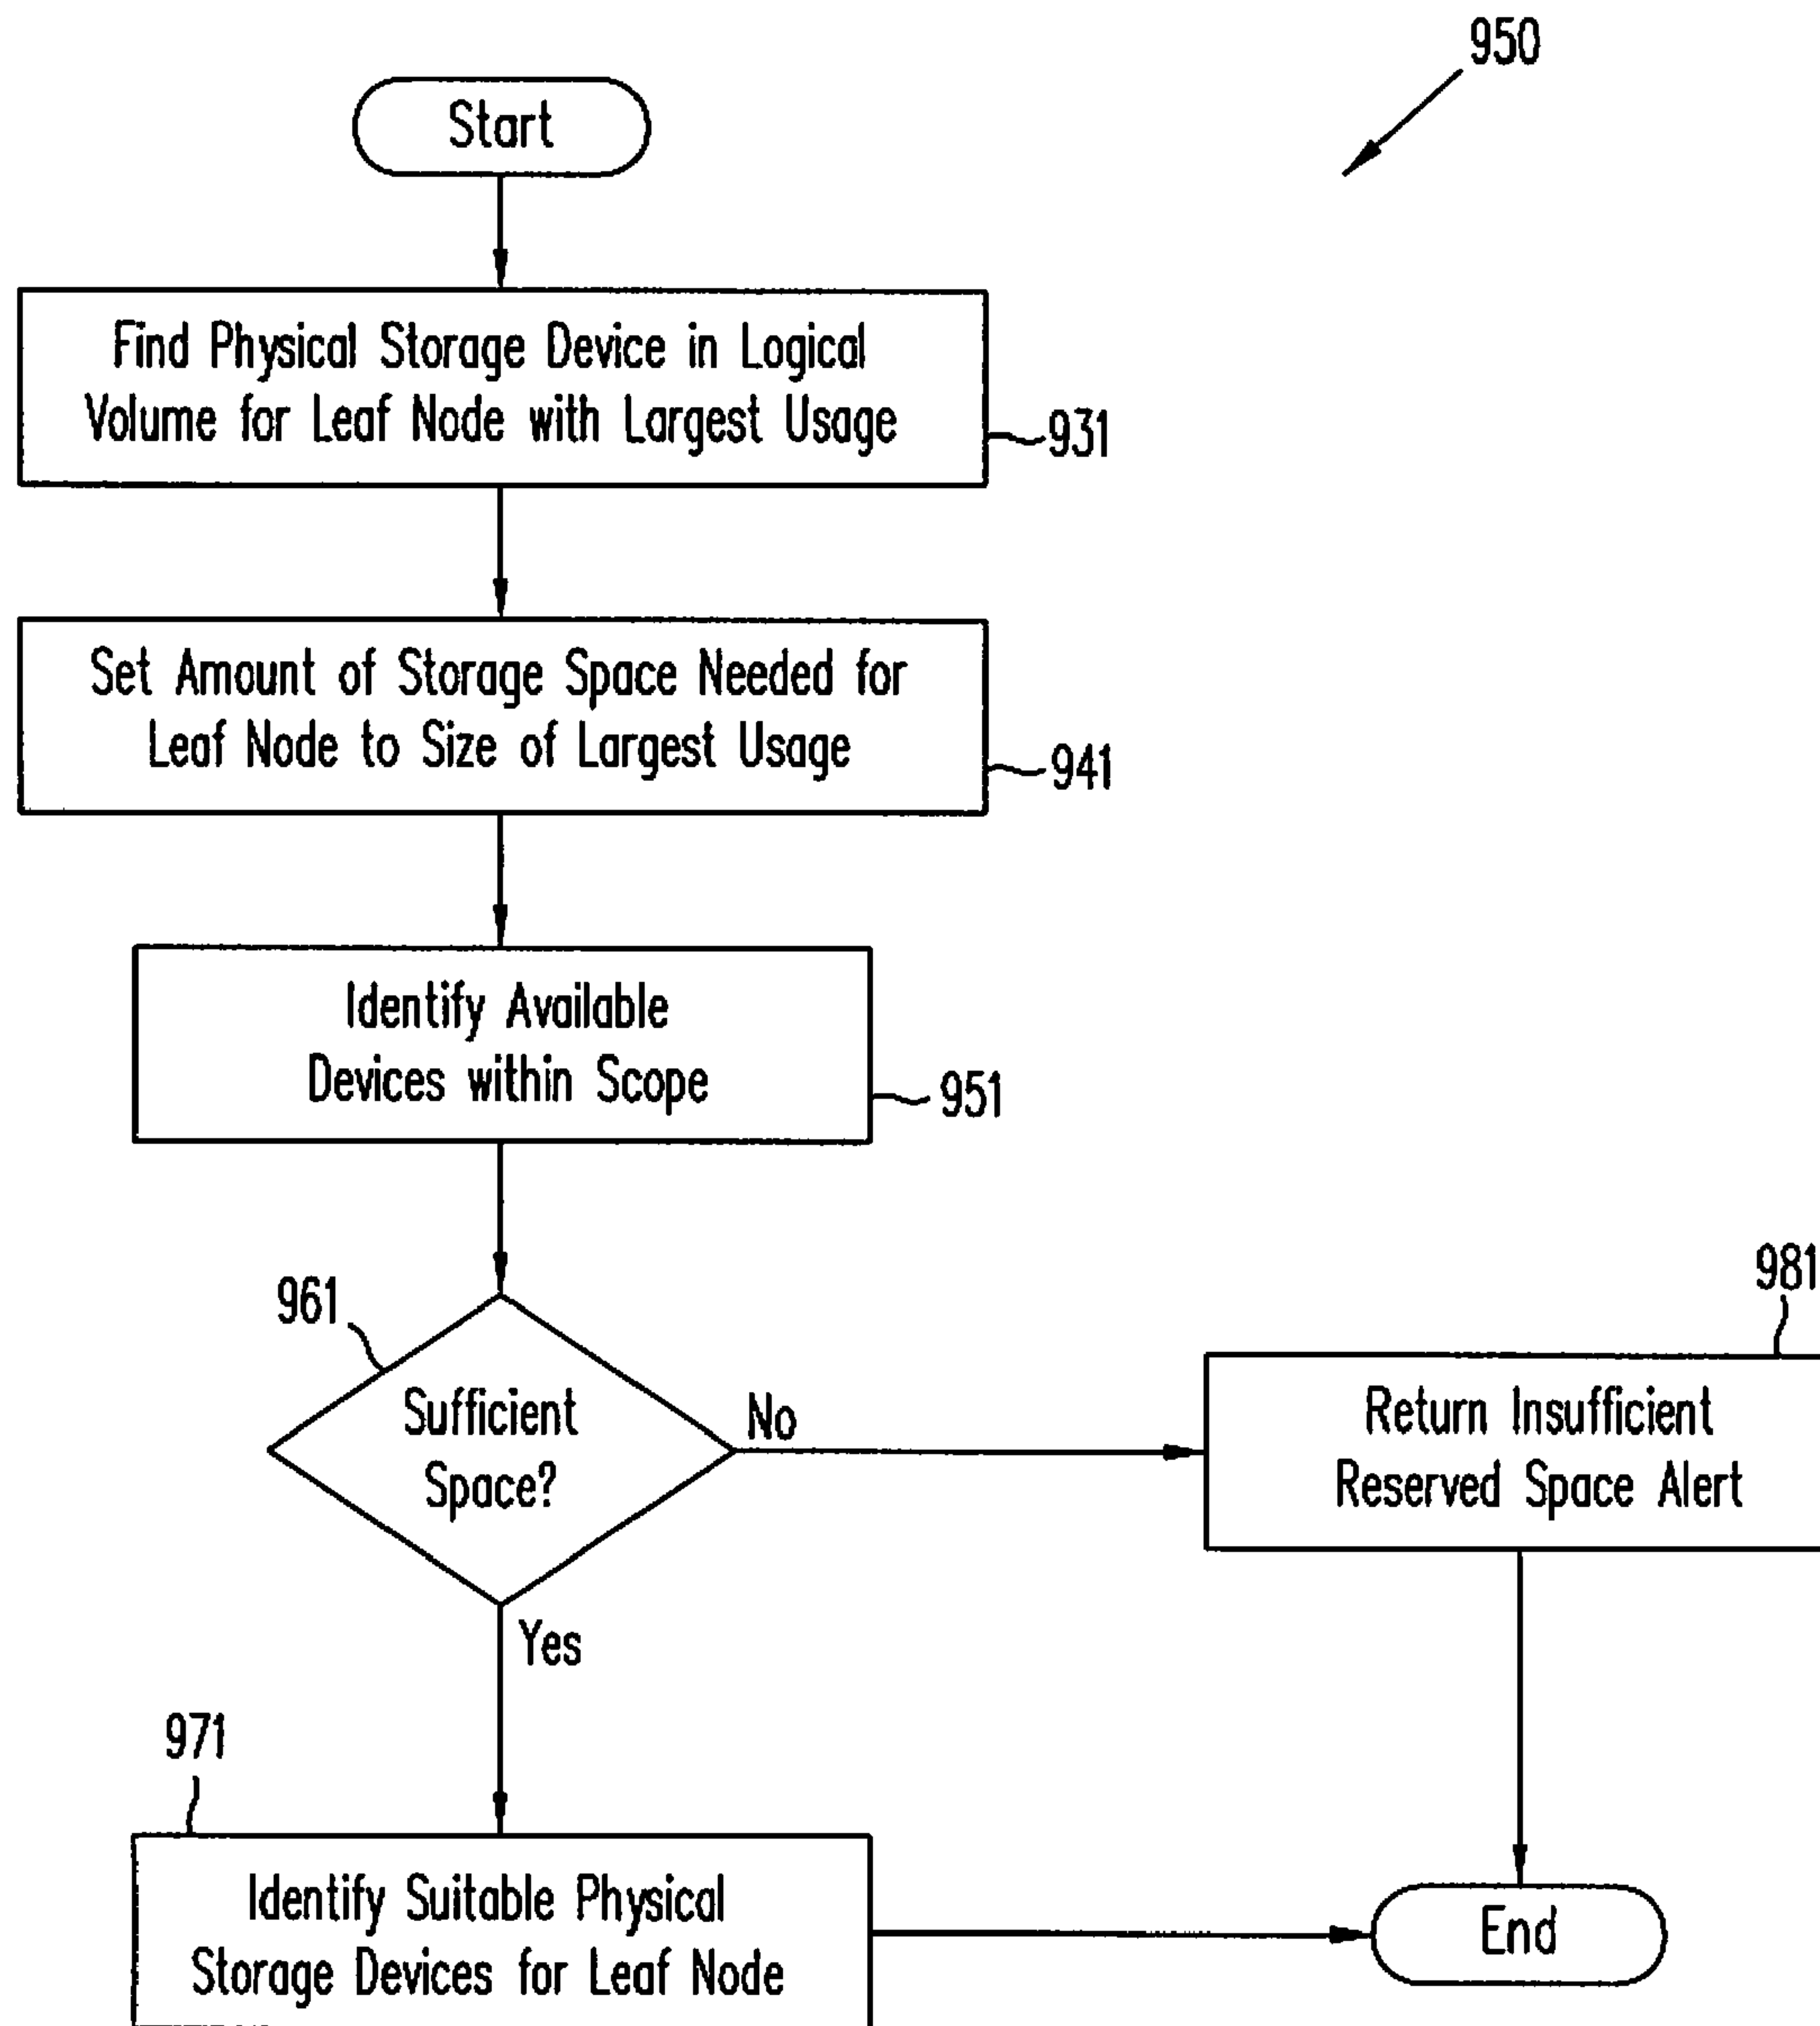 950
Start
Find Physical Storage Device in Logical
Volume for Leaf Node with Largest Usage
931
Set Amount of Storage Space Needed for
Leaf Node to Size of Largest Usage
941
Identify Available
Devices within Scope
951
961
Sufficient
Space?
No
Yes
981
Return Insufficient
Reserved Space Alert
971
Identify Suitable Physical
Storage Devices for Leaf Node
End